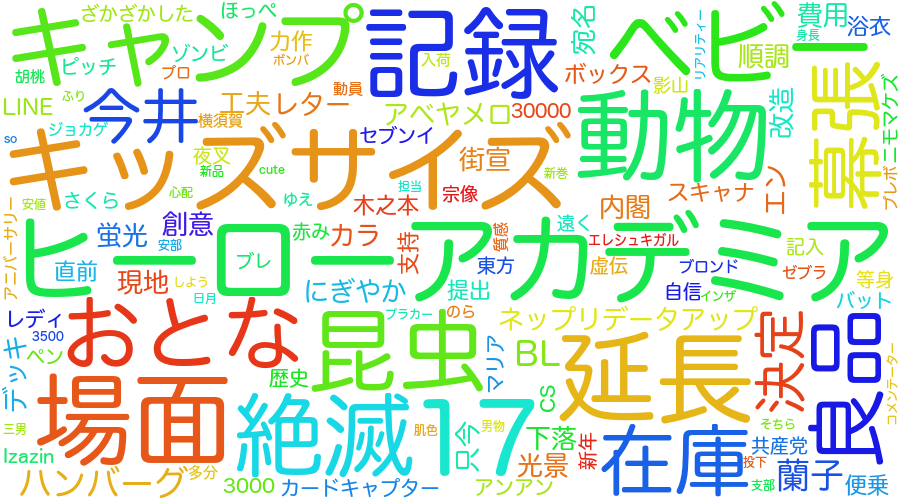 ざかざかした
ほっぺ
キャンプ
記録
宛名
ベビー
リアリティー
費用
身長
浴衣
ゾンビ
力作
ボンバ
入荷
順調
胡桃
ピッチ
プロ
動員
ボックス
影山
幕張
LINE
ふり
今井
工夫
レター
アベヤメロ
30000
動物
改造
ニモマケズ
so
ジョカゲ
横須賀
セブンイ
キッズサイズ
夜叉
新品
cute
街宣
新巻
エン
プレボ
安値
さくら
心配
ゆえ
担当
木之本
宗像
内閣
スキャナ
アニバーサリー
ヒーローアカデミア
蛍光
創意
安部
ブレ
赤み
カラ
支持
質感
遠く
エレシュキガル
記入
直前
現地
しよう
日月
にぎやか
東方
提出
虚伝
ブロンド
自信
インザ
ゼブラ
等身
バット
レディ
3500
おとな
昆虫
ブラカー
のら
ネップリデータアップ
決定
良品
デッキ
ペン
歴史
マリア
BL
延長
コメンテーター
場面
絶滅
17
只今
CS
三男
肌色
男物
下落
新年
在庫
そちら
共産党
Izazin
光景
投下
蘭子
ハンバーグ
多分
3000
カードキャプター
アンアン
支部
便乗